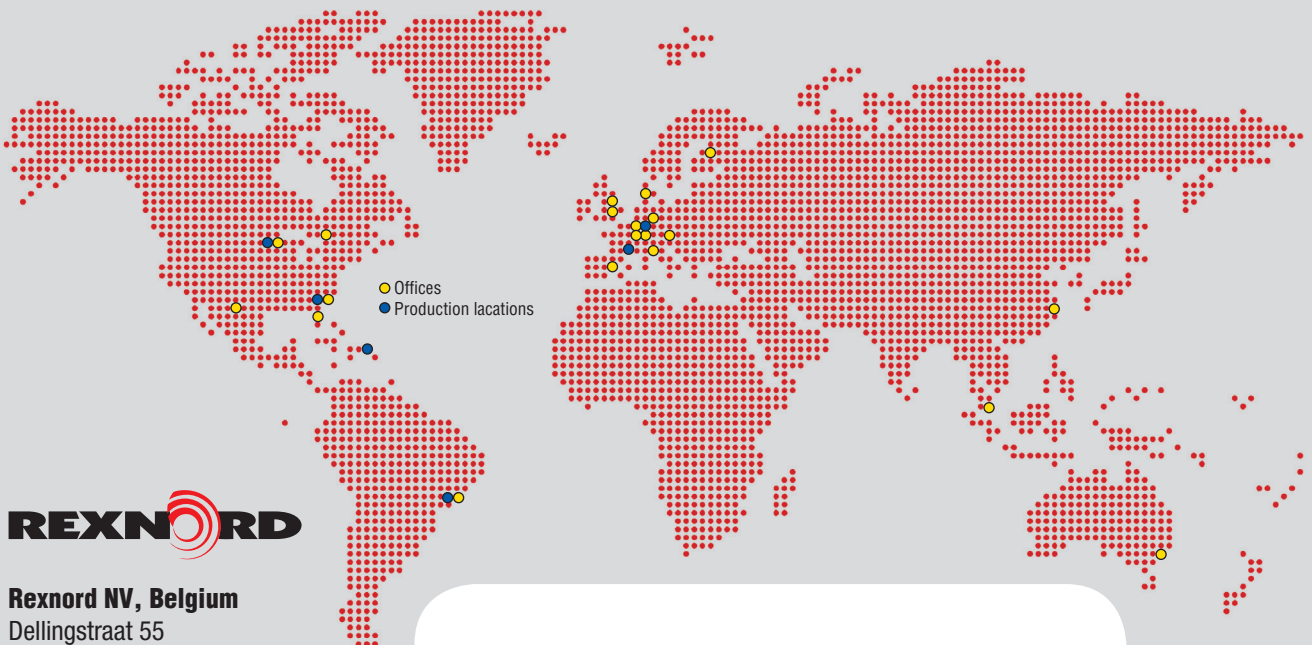 Offices
Production lacations
REXNORD
Rexnord NV, Belgium
Dellingstraat 55